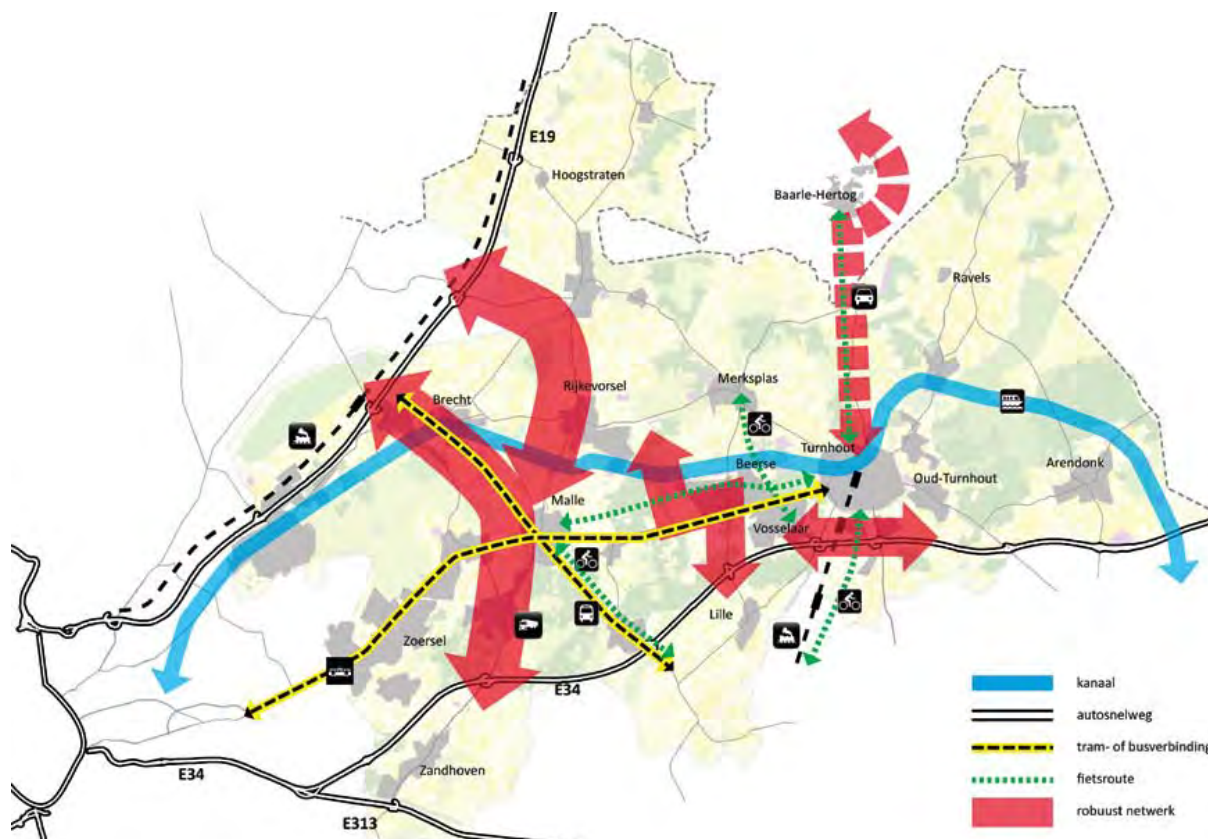 E19
Hoogstraten
Baarle-Hertog
Ravels
Rijkevorsel
Merksplas
Brecht
Turnhout
Beerse
Arendonk
Oud-Turnhout
Malle
Vosselaar
Lille
Zoersel
E34
E34
Zandhoven
E313
kanaal
autosnelweg
tram- of busverbinding
fietsroute
robuust netwerk